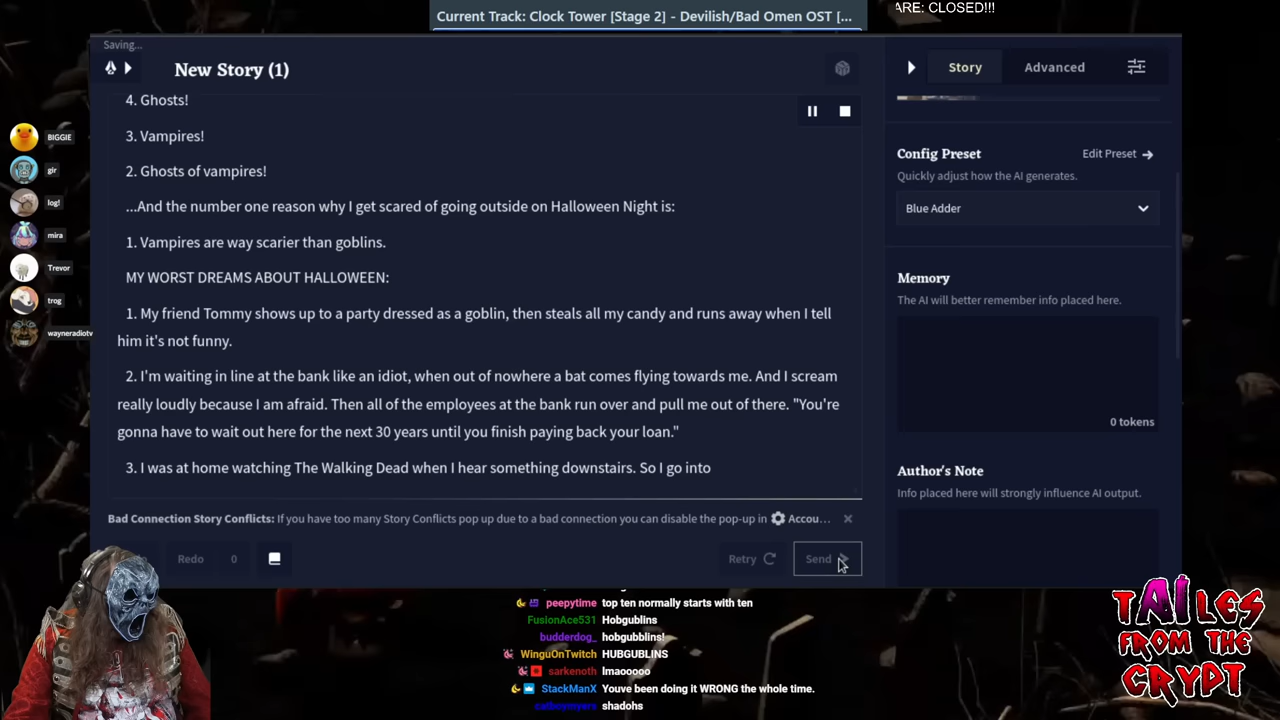 Current Track: Clock Tower [Stage 2] - Devilish/Bad Omen OST [...
ARE: CLOSED!!!
Saving...
New Story (1)
Story
Advanced
4. Ghosts!
3. Vampires!
2. Ghosts of vampires!
...And the number one reason why I get scared of going outside on Halloween Night is:
1. Vampires are way scarier than goblins.
MY WORST DREAMS ABOUT HALLOWEEN:
1. My friend Tommy shows up to a party dressed as a goblin, then steals all my candy and runs away when I tell
him it's not funny.
2. I'm waiting in line at the bank like an idiot, when out of nowhere a bat comes flying towards me. And I scream
really loudly because I am afraid. Then all of the employees at the bank run over and pull me out of there. "You're
gonna have to wait out here for the next 30 years until you finish paying back your loan."
3. I was at home watching The Walking Dead when I hear something downstairs. So I go into
Bad Connection Story Conflicts: If you have too many Story Conflicts pop up due to a bad connection you can disable the pop-up in Accou...
Redo 0
Retry
Send
Config Preset
Edit Preset
Quickly adjust how the AI generates.
Blue Adder
Memory
The AI will better remember info placed here.
0 tokens
Author's Note
Info placed here will strongly influence AI output.
BIGGIE
gir
log!
mira
Trevor
trog
wayneradiotv
peepytime top ten normally starts with ten
FusionAce531 Hobgublins
budderdog_ hobgubblins!
WinguOnTwitch HUBGUBLINS
sarkenoth lmaooooo
StackManX Youve been doing it WRONG the whole time.
shadohs
TAILES
FROM THE
CRYPT